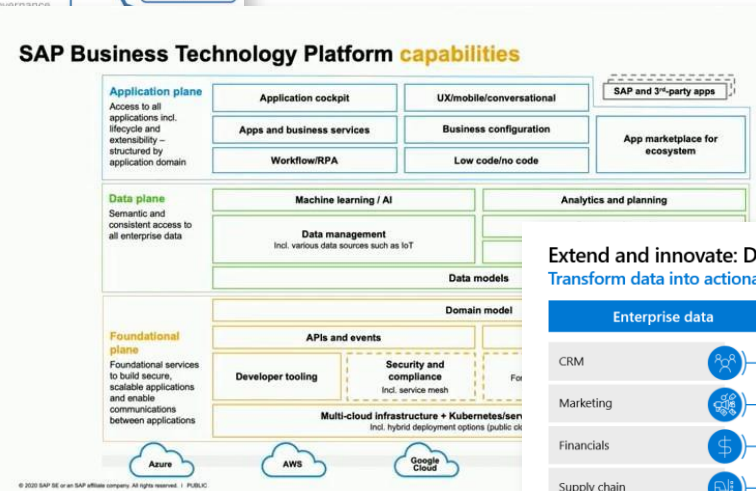 SAP Business Technology Platform capabilities
Application plane
Access to all
applications incl.
lifecycle and
extensibility –
structured by
application domain
Application cockpit
UX/mobile/conversational
SAP and 3rd-party apps
Apps and business services
Business configuration
App marketplace for
ecosystem
Workflow/RPA
Low code/no code
Data plane
Semantic and
consistent access to
all enterprise data
Machine learning / AI
Analytics and planning
Data management
Incl. various data sources such as IoT
Data models
Foundational
plane
Foundational services
to build secure,
scalable applications
and enable
communications
between applications
Domain model
APIs and events
Developer tooling
Security and
compliance
Incl. service mesh
Multi-cloud infrastructure + Kubernetes/
Incl. hybrid deployment options (public
Azure
AWS
Google
Cloud
© 2020 SAP SE or an SAP affiliate company. All rights reserved. I PUBLIC
Extend and innovate:
Transform data into
Enterprise data
CRM
Marketing
Financials
Supply chain